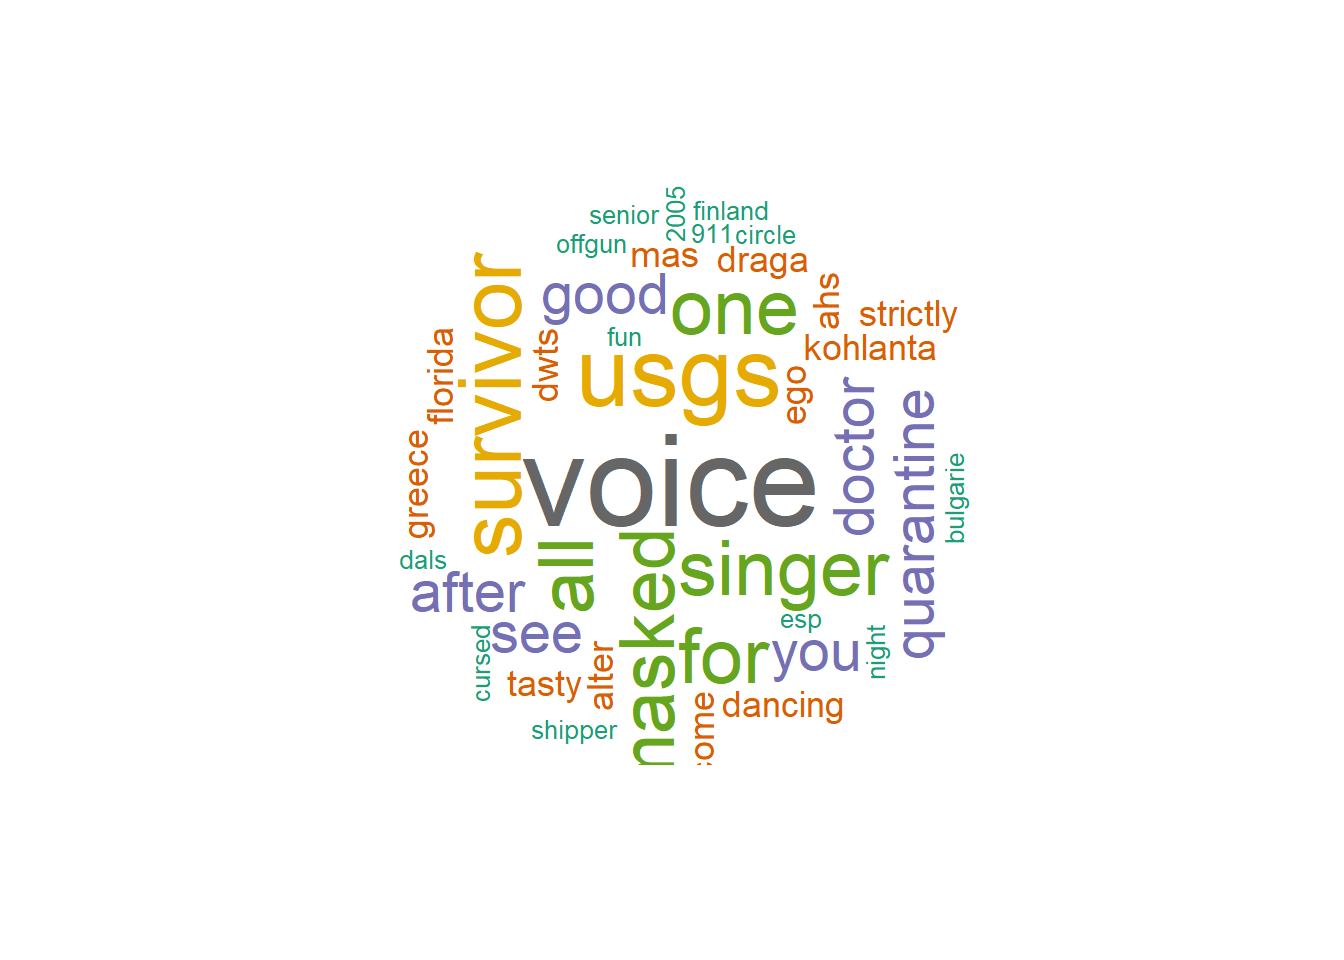 senior
2005
finland
offgun
911
circle
mas
draga
survivor
good
one
ahs
strictly
florida
dwts
fun
usgs
ego
kohlanta
greece
voice
doctor
quarantine
bulgarie
dals
after
all
masked
singer
cursed
see
esp
for
you
night
tasty
alter
shipper
come
dancing